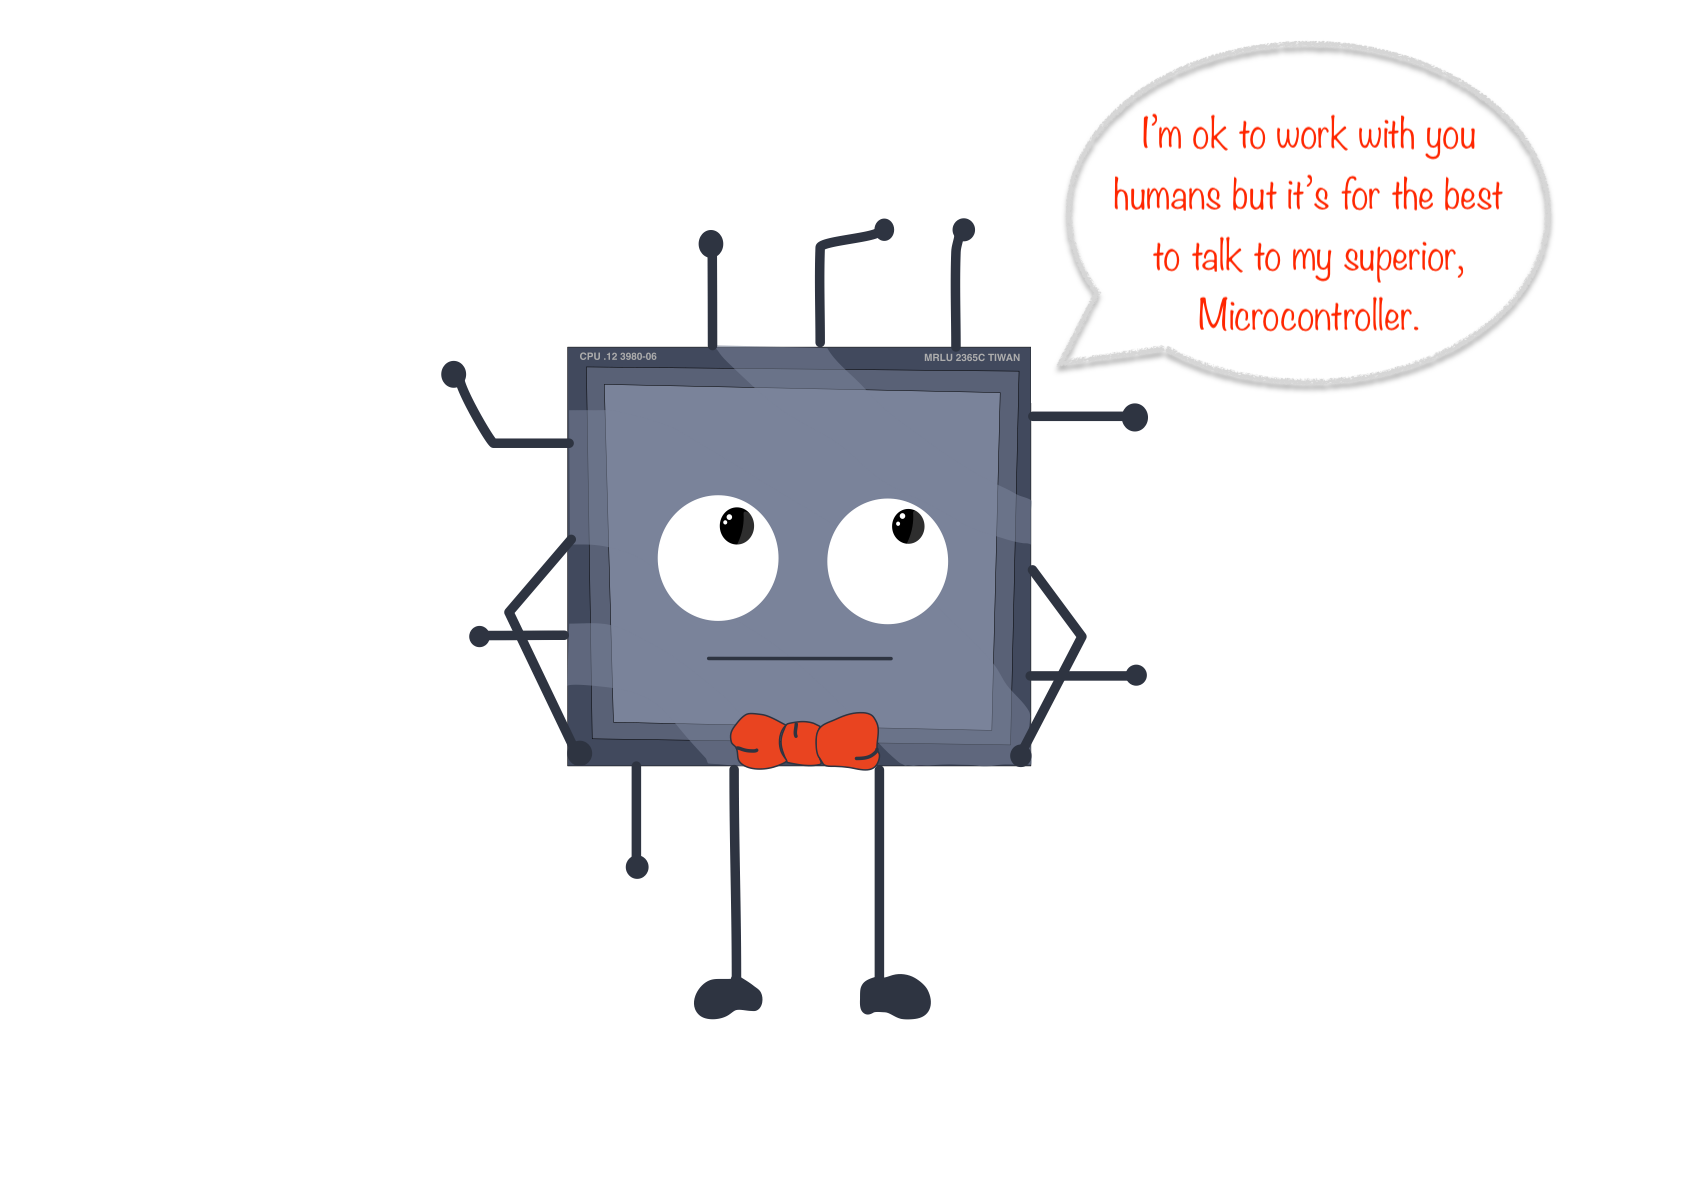 I'm ok to work with you
humans but it's for the best
to talk to my superior,
Microcontroller.
CPU .12 3980-06
MRLU 2365C TIWAN